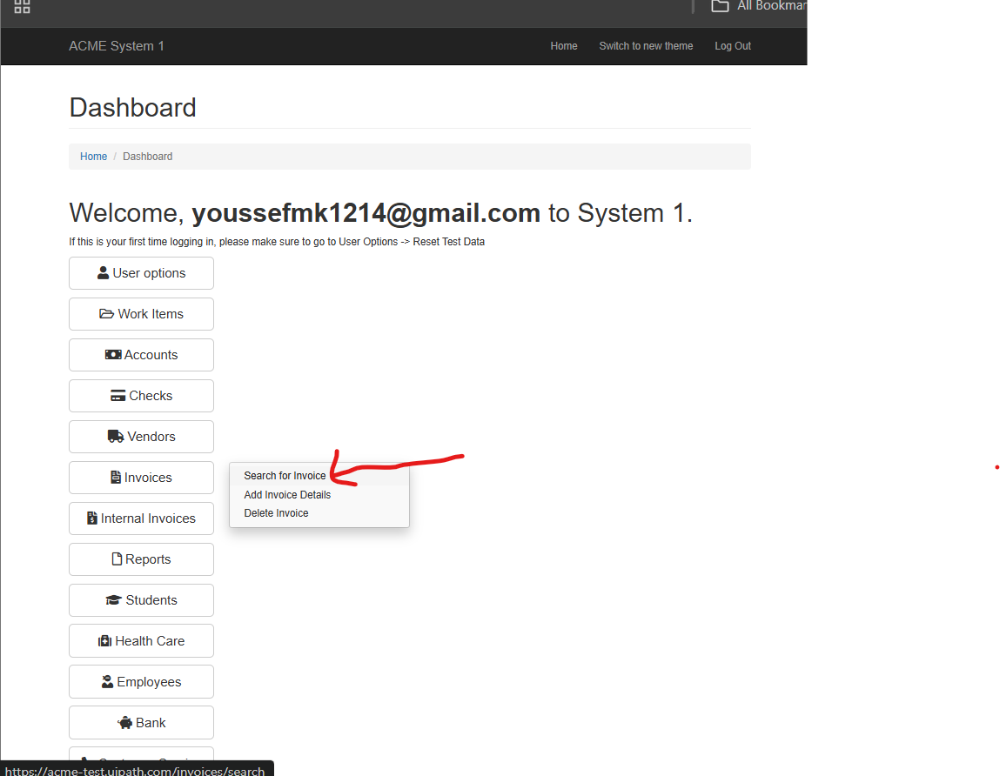 All Bookmar
ACME System 1 Home Switch to new theme Log Out
Dashboard
Home / Dashboard
Welcome, youssefmk1214@gmail.com to System 1.
If this is your first time logging in, please make sure to go to User Options -> Reset Test Data
User options
Work Items
Accounts
Checks
Vendors
Invoices
Search for Invoice
Add Invoice Details
Delete Invoice
Internal Invoices
Reports
Students
Health Care
Employees
Bank
https://acme-test.uipath.com/invoices/search